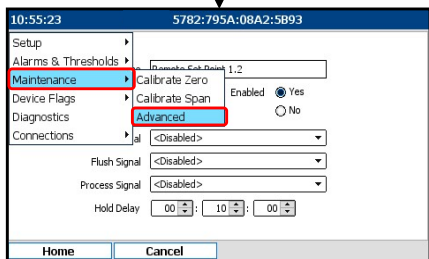 10:55:23 5782:795A:08A2:5B93
Setup
Alarms & Thresholds
Remote Set Point 1.2
Maintenance Calibrate Zero
Device Flags Calibrate Span Enabled Yes
Diagnostics Advanced No
Connections al <Disabled>
Flush Signal <Disabled>
Process Signal <Disabled>
Hold Delay 00 : 10 : 00
Home Cancel